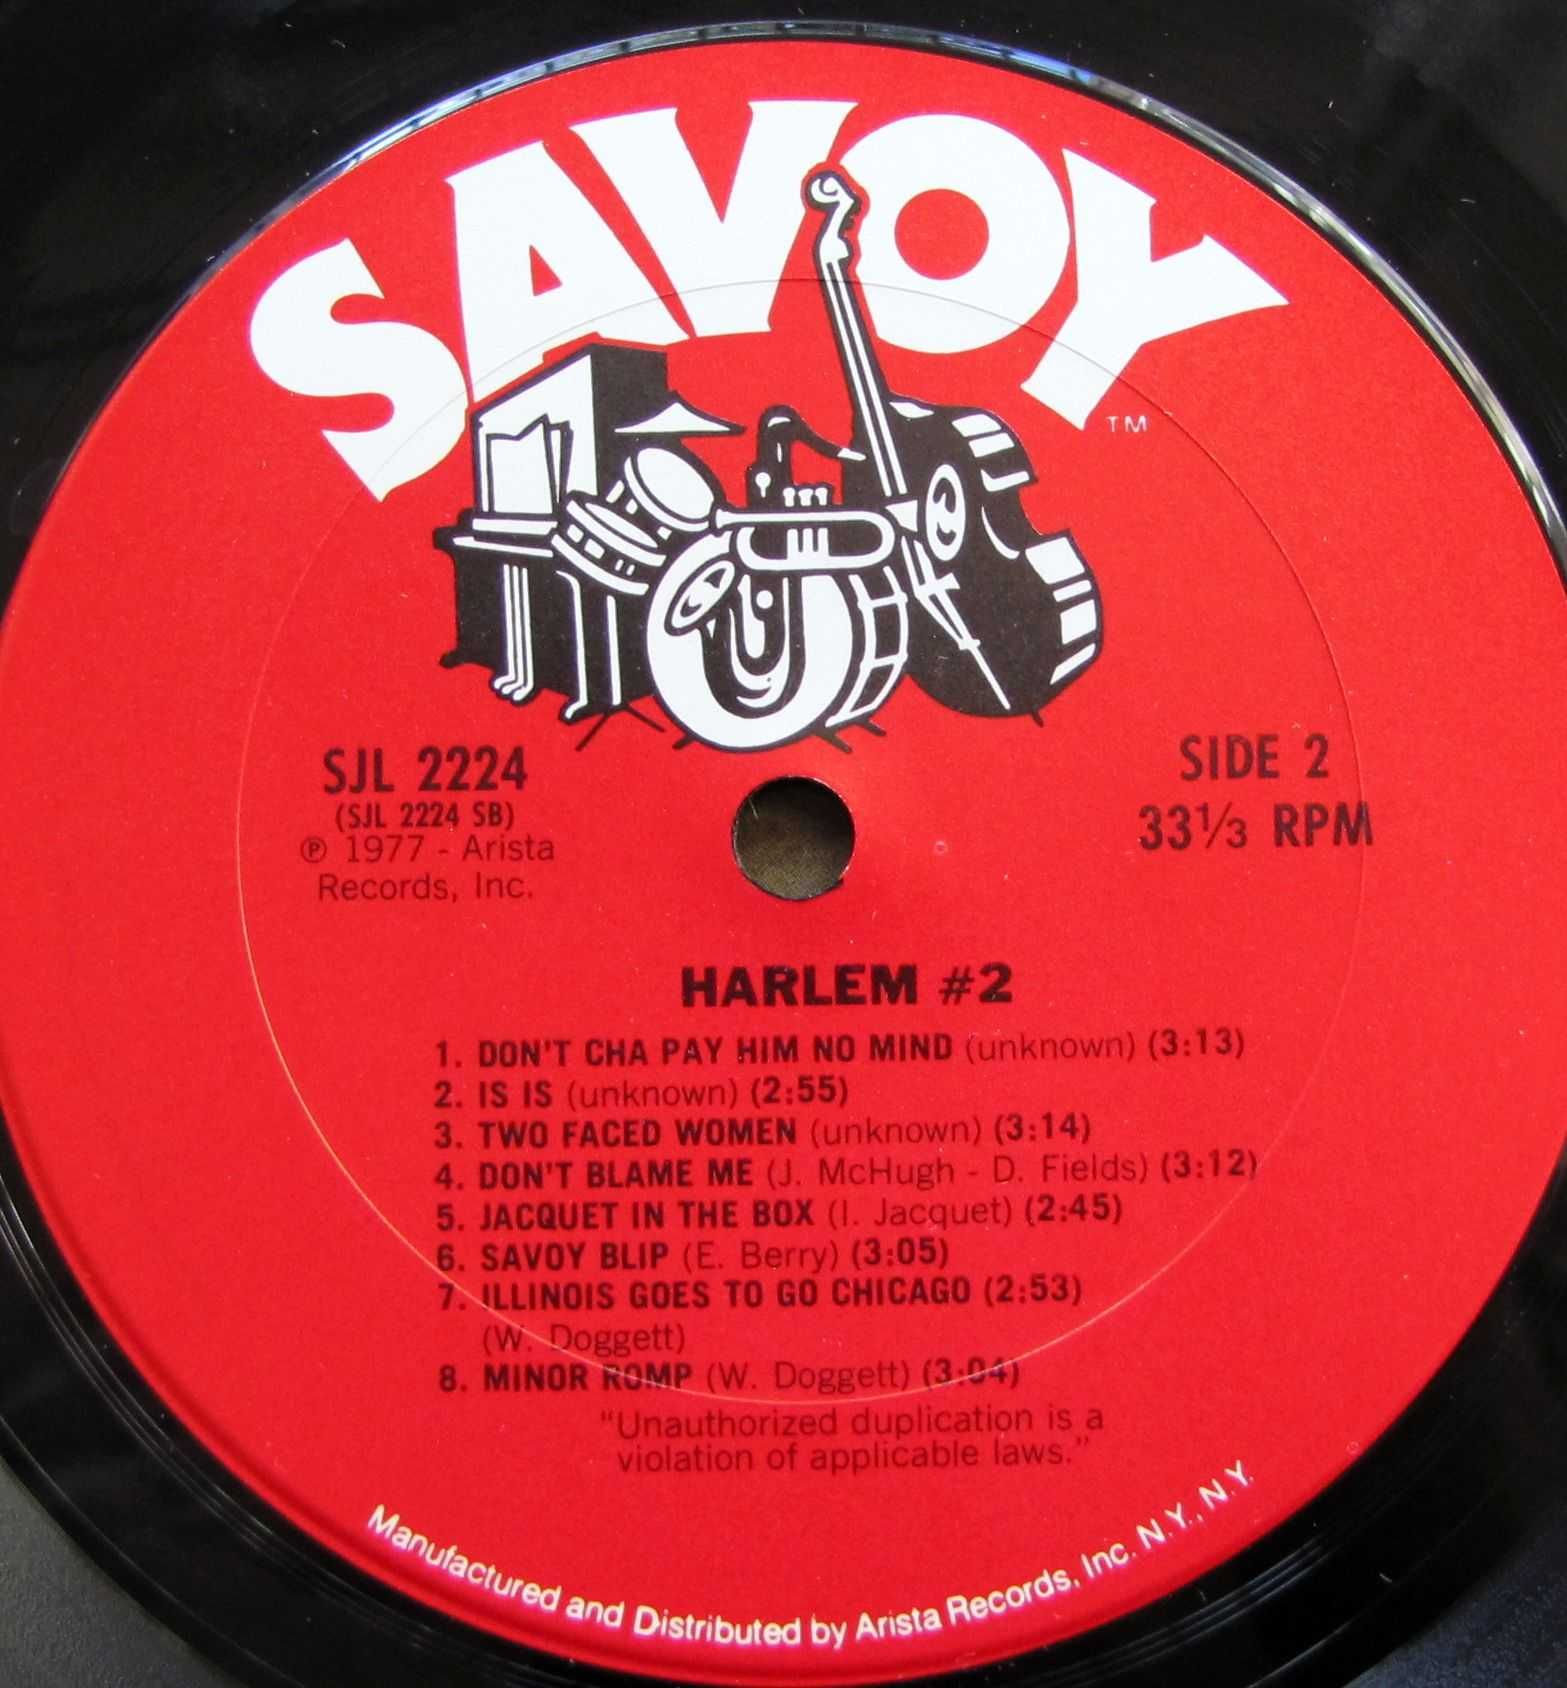 SAVOY
TM
SJL 2224
(SJL 2224 SB)
℗ 1977 - Arista
Records, Inc.
SIDE 2
33⅓ RPM
HARLEM #2
1. DON'T CHA PAY HIM NO MIND (unknown) (3:13)
2. IS IS (unknown) (2:55)
3. TWO FACED WOMEN (unknown) (3:14)
4. DON'T BLAME ME (J. McHugh - D. Fields) (3:12)
5. JACQUET IN THE BOX (I. Jacquet) (2:45)
6. SAVOY BLIP (E. Berry) (3:05)
7. ILLINOIS GOES TO GO CHICAGO (2:53)
(W. Doggett)
8. MINOR ROMP (W. Doggett) (3:04)
"Unauthorized duplication is a
violation of applicable laws."
Manufactured and Distributed by Arista Records, Inc. N.Y., N.Y.